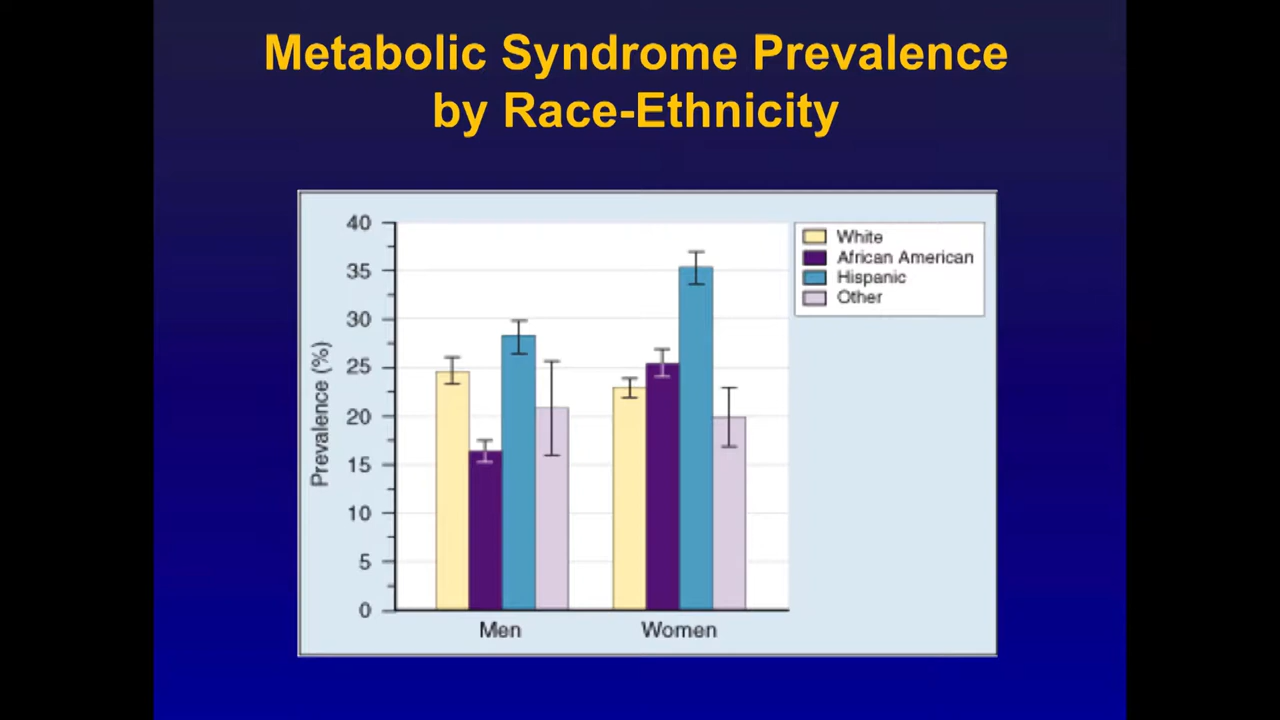 Metabolic Syndrome Prevalence
by Race-Ethnicity
40
35
30
25
20
15
10
5
0
Prevalence (%)
Men
Women
White
African American
Hispanic
Other